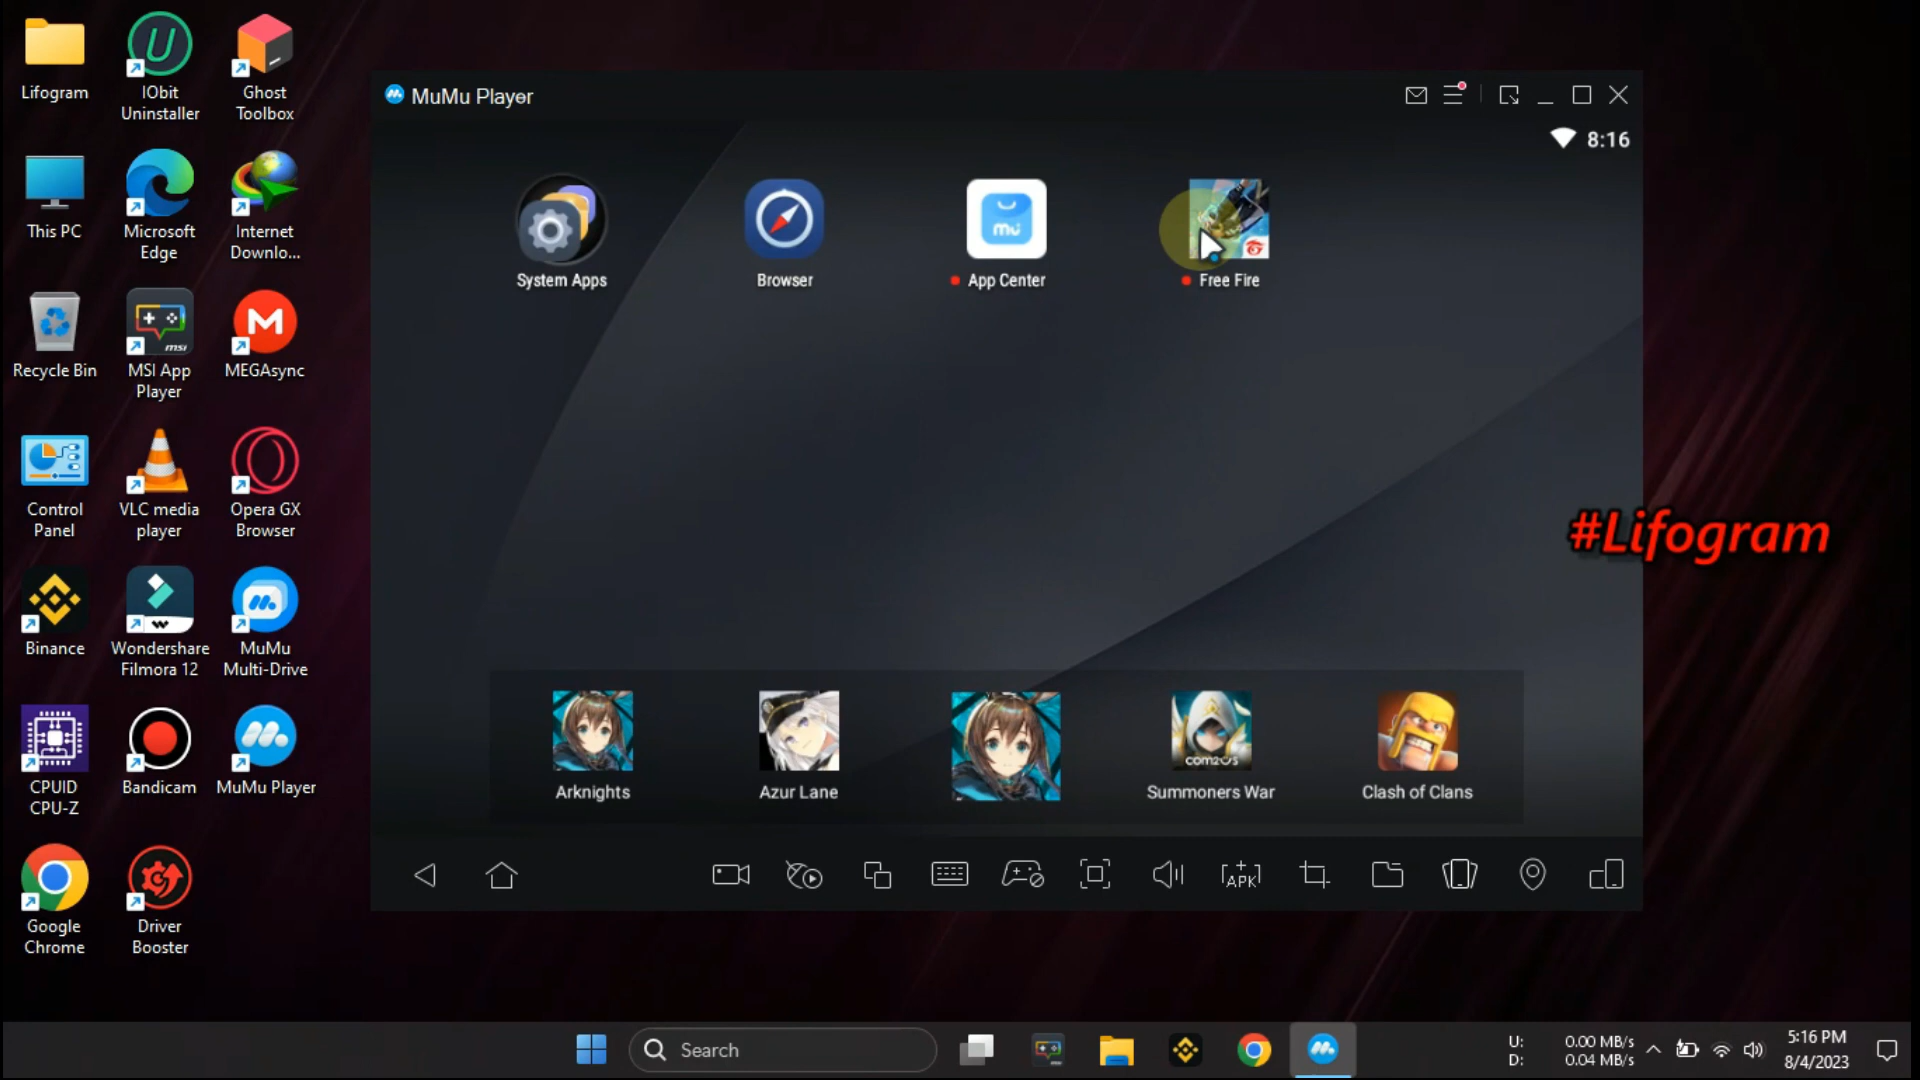 Lifogram
IObit
Uninstaller
Ghost
Toolbox
This PC
Microsoft
Edge
Internet
Downlo...
Recycle Bin
msi
MSI App
Player
M
MEGAsync
Control
Panel
VLC media
player
Opera GX
Browser
Binance
Wondershare
Filmora 12
MuMu
Multi-Drive
CPUID
CPU-Z
Bandicam
MuMu Player
Google
Chrome
Driver
Booster
MuMu Player
8:16
System Apps
Browser
mu
App Center
Free Fire
#Lifogram
Arknights
Azur Lane
com2us
Summoners War
Clash of Clans
APK
Search
U: 0.00 MB/s
D: 0.04 MB/s
5:16 PM
8/4/2023